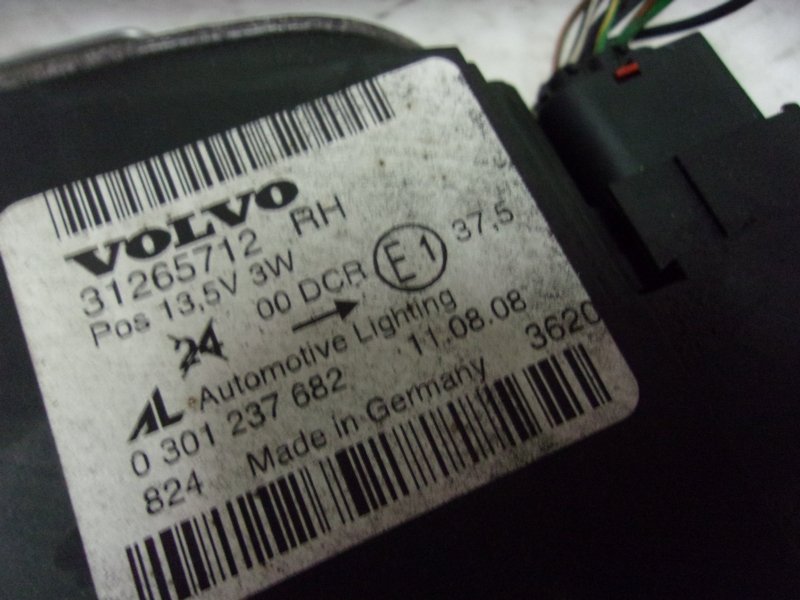 VOLVO
31265712 RH
Pos 13,5V 3W
00 DCR E1 37,5
24
AL Automotive Lighting
0 301 237 682 11.08.08
824 Made in Germany 3620